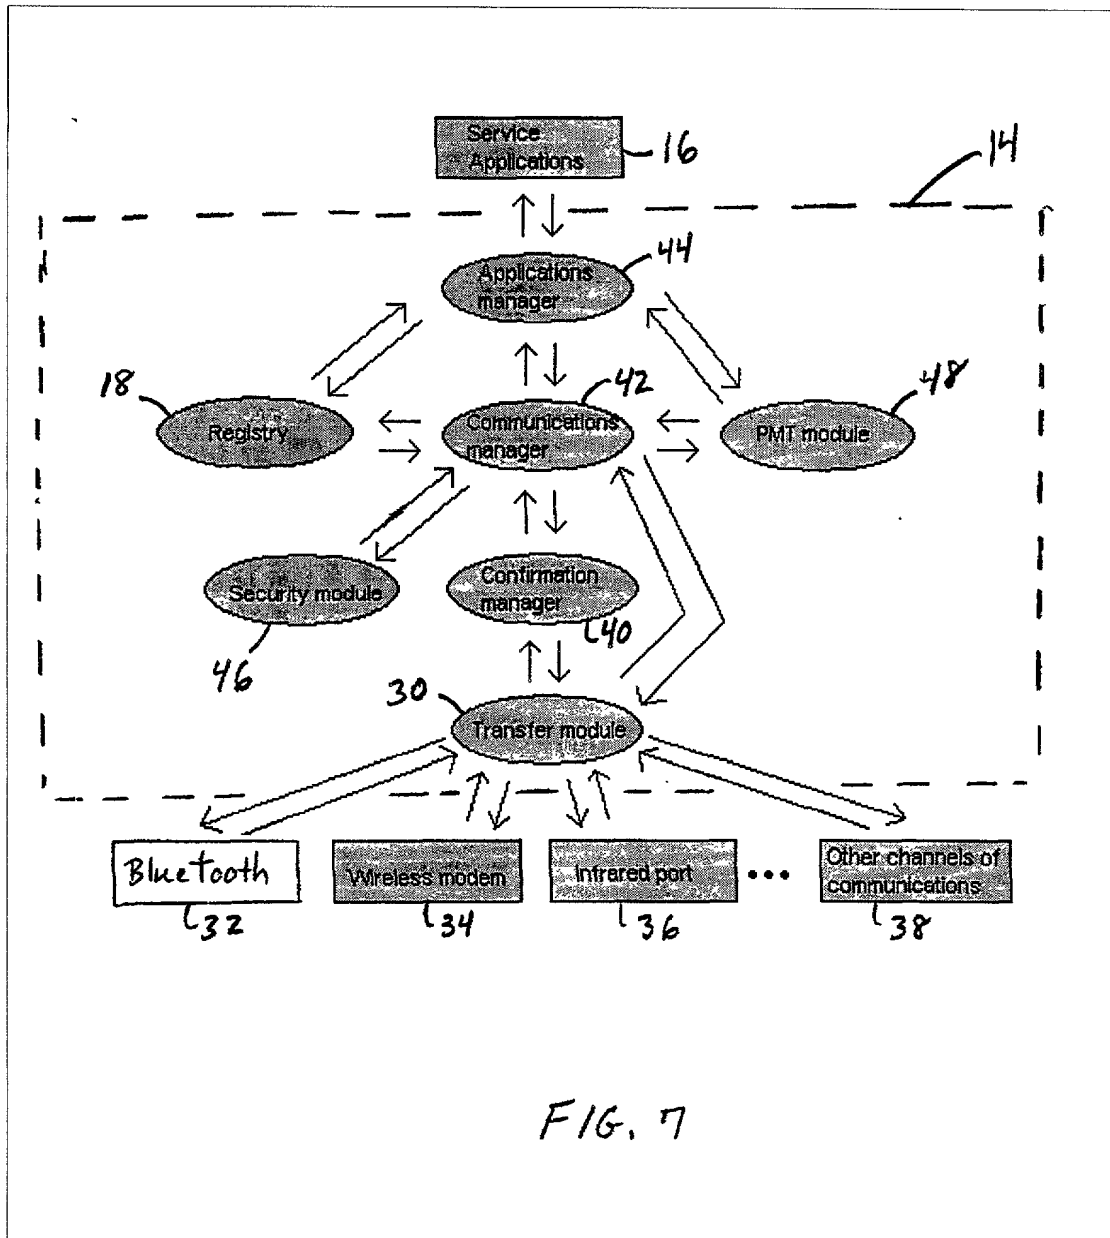 Service
Applications
16
14
Applications
manager
44
18
Registry
Communications
manager
42
PMT module
48
Security module
46
Confirmation
manager
40
30
Transfer module
Bluetooth
32
Wireless modem
34
Infrared port
36
•••
Other channels of
communications
38
FIG. 7